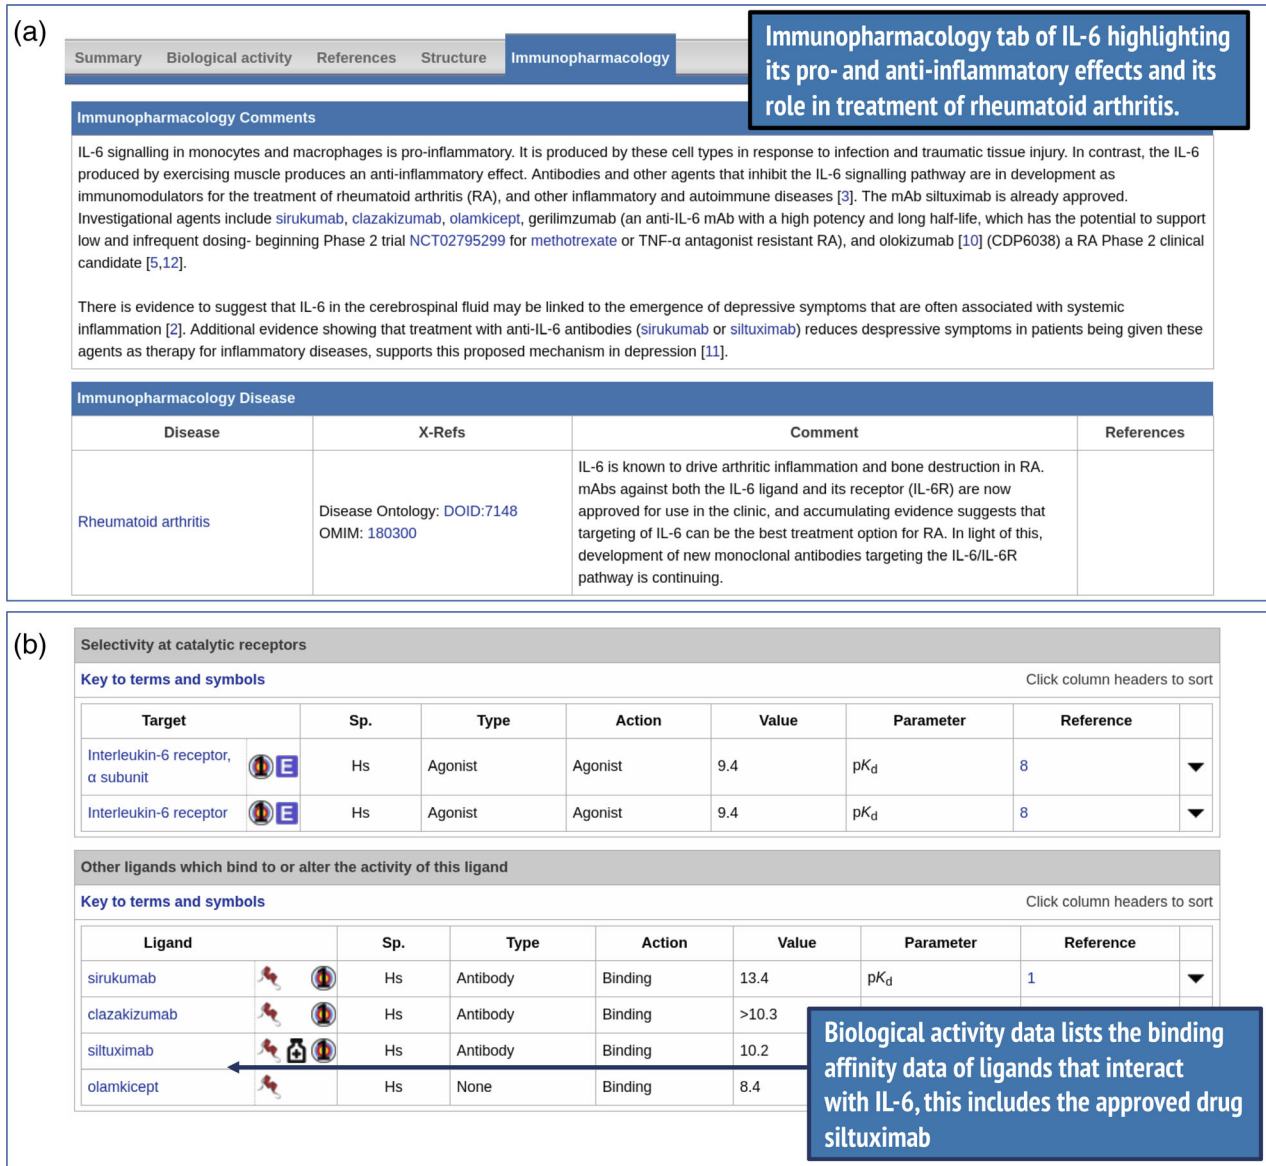 (a)
Summary Biological activity References Structure Immunopharmacology
Immunopharmacology tab of IL-6 highlighting
its pro- and anti-inflammatory effects and its
role in treatment of rheumatoid arthritis.
Immunopharmacology Comments
IL-6 signalling in monocytes and macrophages is pro-inflammatory. It is produced by these cell types in response to infection and traumatic tissue injury. In contrast, the IL-6
produced by exercising muscle produces an anti-inflammatory effect. Antibodies and other agents that inhibit the IL-6 signalling pathway are in development as
immunomodulators for the treatment of rheumatoid arthritis (RA), and other inflammatory and autoimmune diseases [3]. The mAb siltuximab is already approved.
Investigational agents include sirukumab, clazakizumab, olamkicept, gerilimzumab (an anti-IL-6 mAb with a high potency and long half-life, which has the potential to support
low and infrequent dosing- beginning Phase 2 trial NCT02795299 for methotrexate or TNF-α antagonist resistant RA), and olokizumab [10] (CDP6038) a RA Phase 2 clinical
candidate [5,12].
There is evidence to suggest that IL-6 in the cerebrospinal fluid may be linked to the emergence of depressive symptoms that are often associated with systemic
inflammation [2]. Additional evidence showing that treatment with anti-IL-6 antibodies (sirukumab or siltuximab) reduces despressive symptoms in patients being given these
agents as therapy for inflammatory diseases, supports this proposed mechanism in depression [11].
Immunopharmacology Disease
Disease X-Refs Comment References
Rheumatoid arthritis
Disease Ontology: DOID:7148
OMIM: 180300
IL-6 is known to drive arthritic inflammation and bone destruction in RA.
mAbs against both the IL-6 ligand and its receptor (IL-6R) are now
approved for use in the clinic, and accumulating evidence suggests that
targeting of IL-6 can be the best treatment option for RA. In light of this,
development of new monoclonal antibodies targeting the IL-6/IL-6R
pathway is continuing.
(b)
Selectivity at catalytic receptors
Key to terms and symbols Click column headers to sort
Target Sp. Type Action Value Parameter Reference
Interleukin-6 receptor,
α subunit 1 E Hs Agonist Agonist 9.4 pKd 8
Interleukin-6 receptor 1 E Hs Agonist Agonist 9.4 pKd 8
Other ligands which bind to or alter the activity of this ligand
Key to terms and symbols Click column headers to sort
Ligand Sp. Type Action Value Parameter Reference
sirukumab 1 Hs Antibody Binding 13.4 pKd 1
clazakizumab 1 Hs Antibody Binding >10.3
siltuximab 1 Hs Antibody Binding 10.2
olamkicept Hs None Binding 8.4
Biological activity data lists the binding
affinity data of ligands that interact
with IL-6, this includes the approved drug
siltuximab